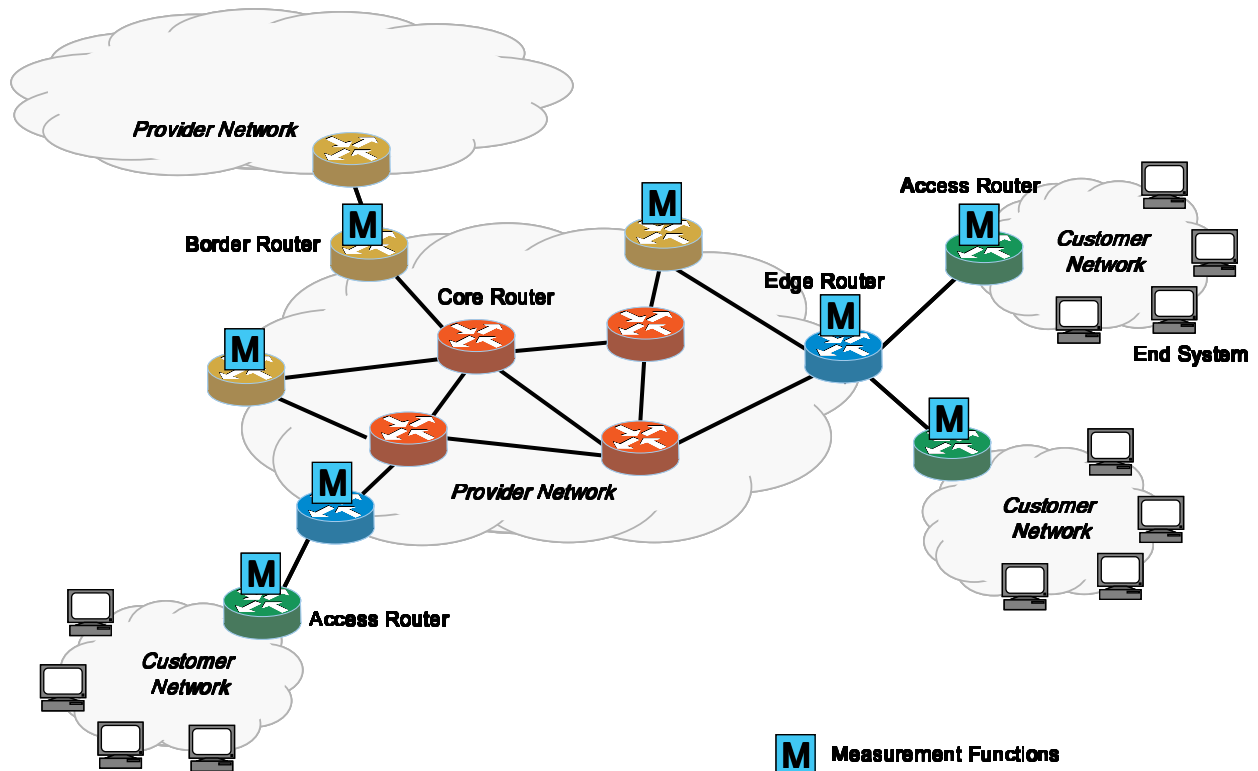 Provider Network
M
Border Router
M
Access Router
M
Customer
Network
Core Router
Edge Router
M
M
End System
M
Provider Network
M
Customer
Network
M
Access Router
Customer
Network
M
M Measurement Functions